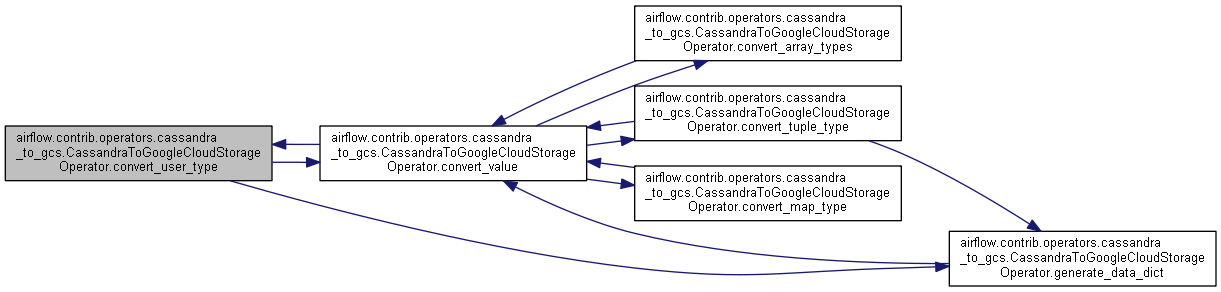 airflow.contrib.operators.cassandra
_to_gcs.CassandraToGoogleCloudStorage
Operator.convert_user_type
airflow.contrib.operators.cassandra
_to_gcs.CassandraToGoogleCloudStorage
Operator.convert_value
airflow.contrib.operators.cassandra
_to_gcs.CassandraToGoogleCloudStorage
Operator.convert_array_types
airflow.contrib.operators.cassandra
_to_gcs.CassandraToGoogleCloudStorage
Operator.convert_tuple_type
airflow.contrib.operators.cassandra
_to_gcs.CassandraToGoogleCloudStorage
Operator.convert_map_type
airflow.contrib.operators.cassandra
_to_gcs.CassandraToGoogleCloudStorage
Operator.generate_data_dict